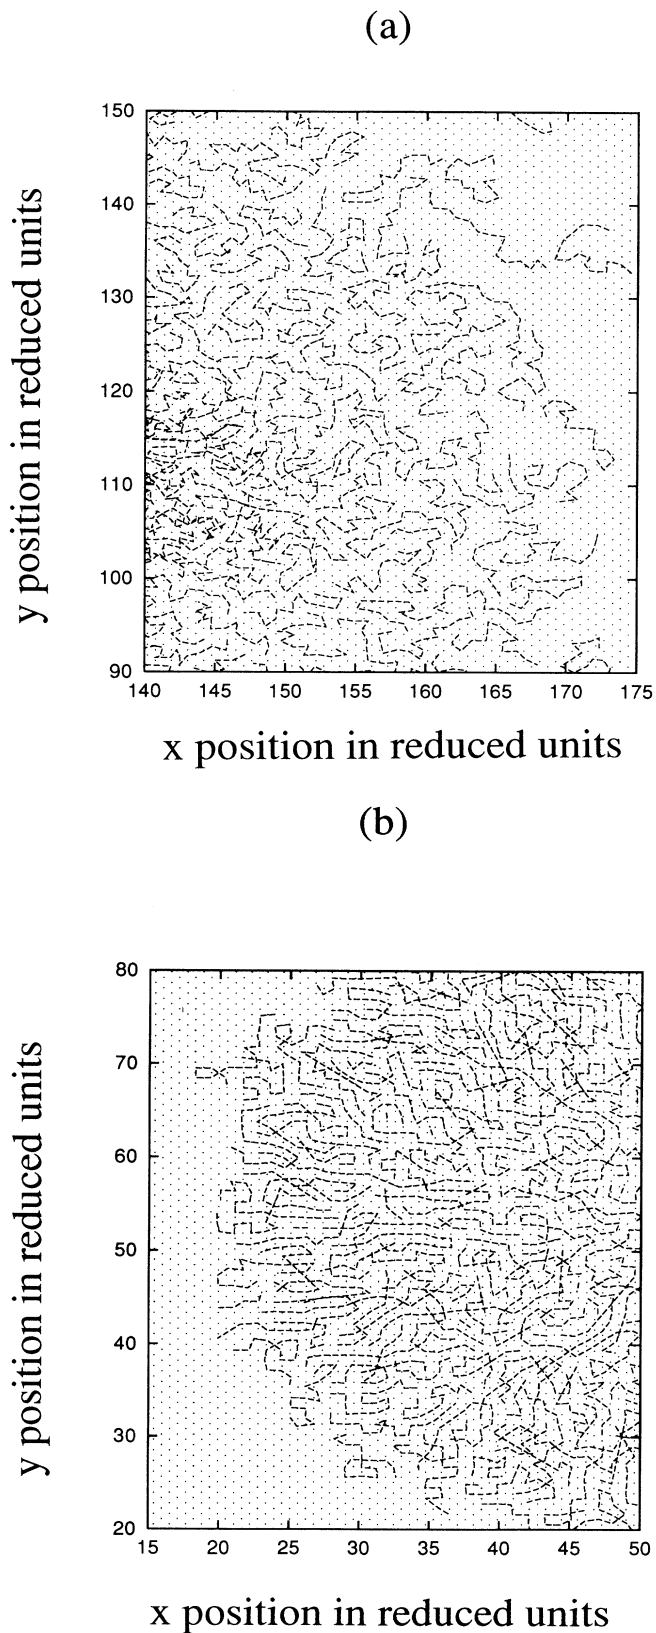 (a)
y position in reduced units
150
140
130
120
110
100
90
140 145 150 155 160 165 170 175
x position in reduced units
(b)
y position in reduced units
80
70
60
50
40
30
20
15 20 25 30 35 40 45 50
x position in reduced units